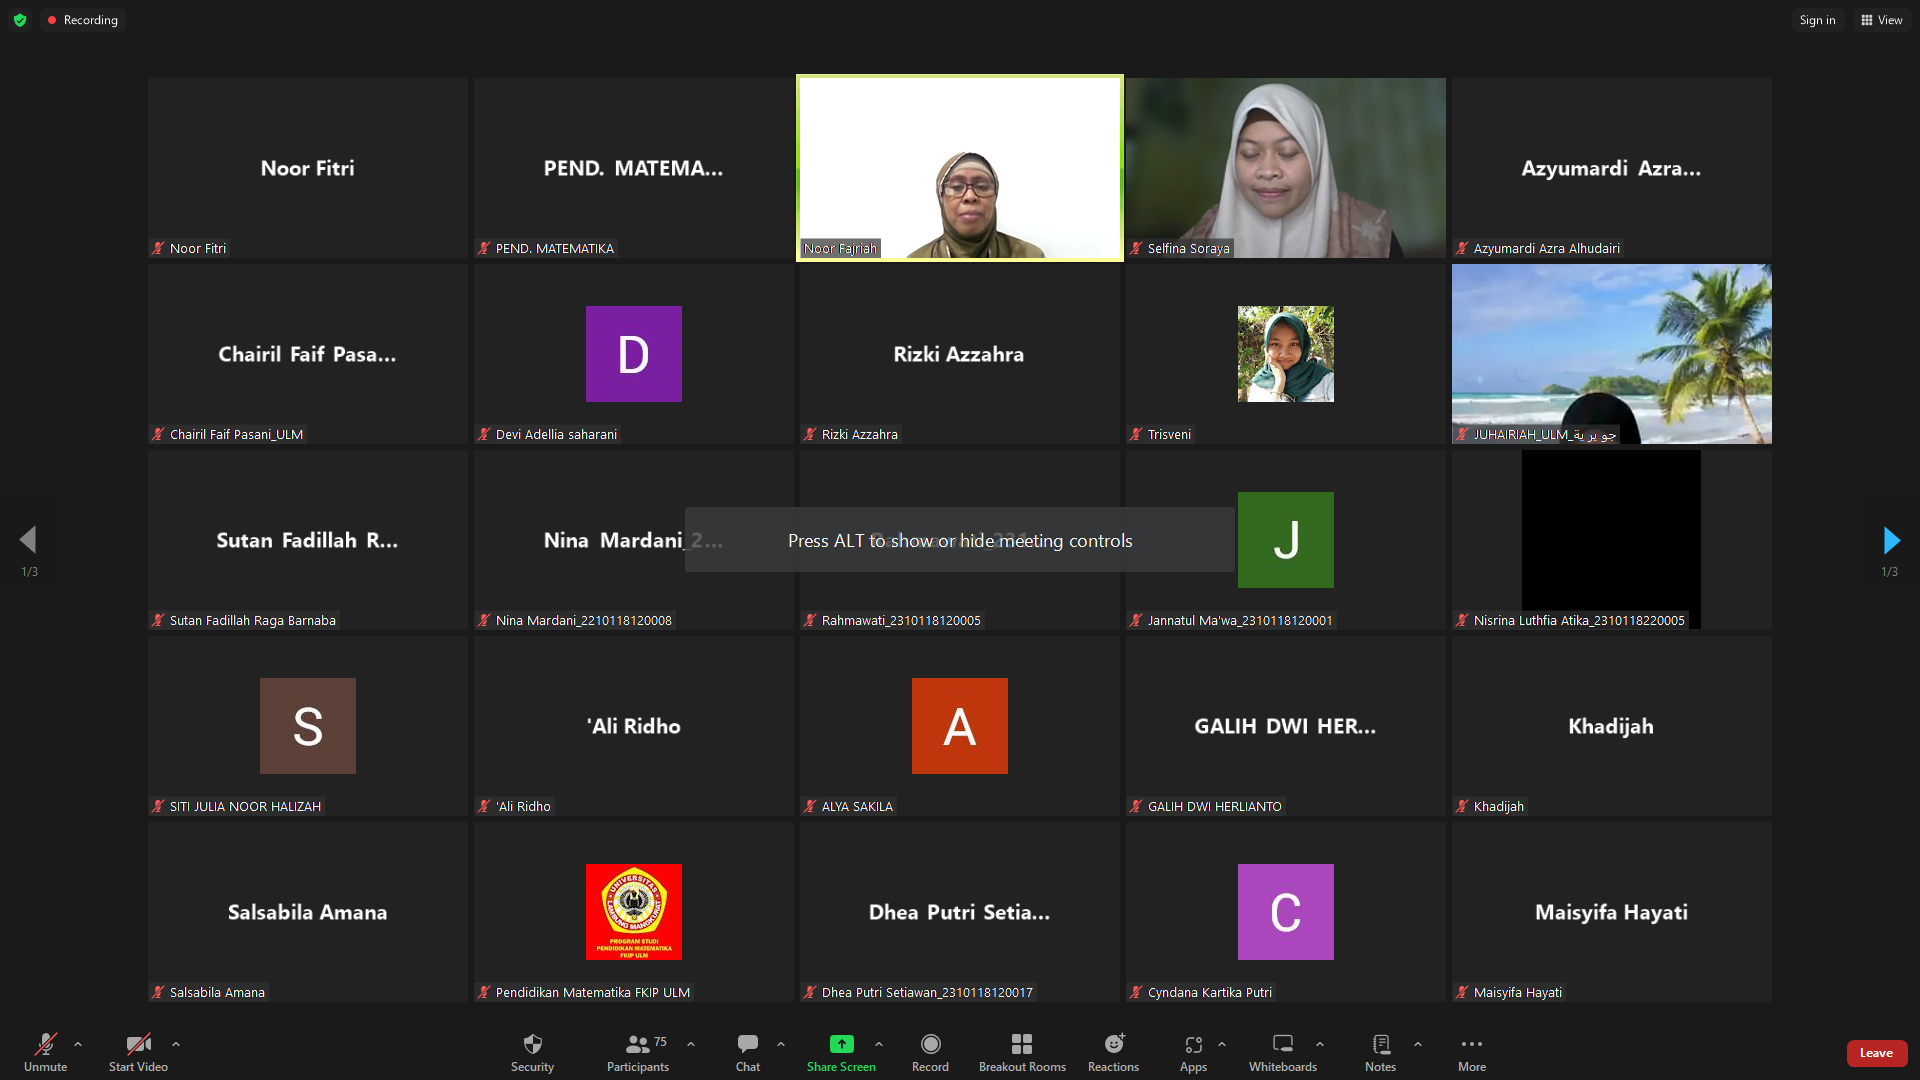 Recording
Sign in
View
Noor Fitri
Noor Fitri
PEND. MATEMA...
PEND. MATEMATIKA
Noor Fajriah
Selfina Soraya
Azyumardi Azra...
Azyumardi Azra Alhudairi
Chairil Faif Pasa...
Chairil Faif Pasani_ULM
D
Devi Adellia saharani
Rizki Azzahra
Rizki Azzahra
Trisveni
JUHAIRIAH_ULM_جو ير ية
1/3
Sutan Fadillah R...
Sutan Fadillah Raga Barnaba
Nina Mardani_2...
Nina Mardani_2210118120008
Press ALT to show or hide meeting controls
Rahmawati_2310118120005
J
Jannatul Ma'wa_2310118120001
Nisrina Luthfia Atika_2310118220005
1/3
S
SITI JULIA NOOR HALIZAH
'Ali Ridho
'Ali Ridho
A
ALYA SAKILA
GALIH DWI HER...
GALIH DWI HERLIANTO
Khadijah
Khadijah
Salsabila Amana
Salsabila Amana
UNIVERSITAS
LAMBUNG MANGKURAT
PROGRAM STUDI
PENDIDIKAN MATEMATIKA
FKIP ULM
Pendidikan Matematika FKIP ULM
Dhea Putri Setia...
Dhea Putri Setiawan_2310118120017
C
Cyndana Kartika Putri
Maisyifa Hayati
Maisyifa Hayati
Unmute
Start Video
Security
75
Participants
Chat
Share Screen
Record
Breakout Rooms
Reactions
Apps
Whiteboards
Notes
More
Leave